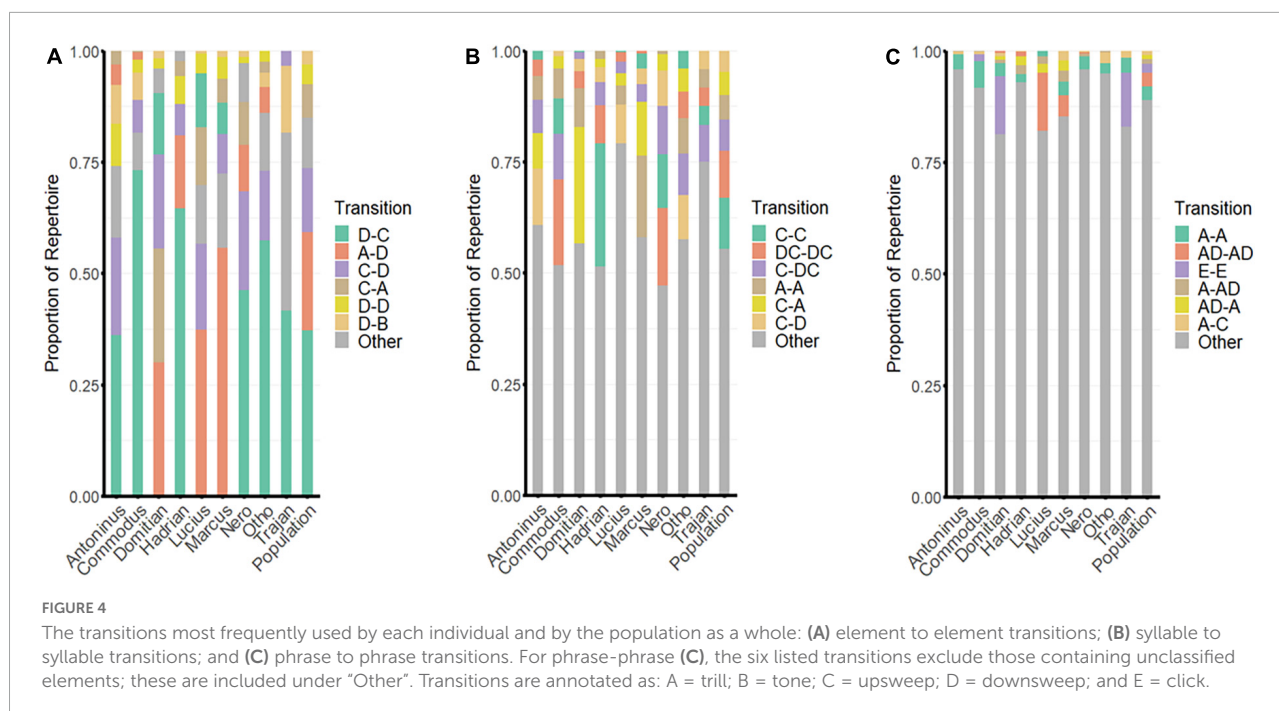 A
1.00
0.75
0.50
0.25
0.00
Proportion of Repertoire
Antoninus
Commodus
Domitian
Hadrian
Lucius
Marcus
Nero
Otho
Trajan
Population
Transition
D-C
A-D
C-D
C-A
D-D
D-B
Other
B
1.00
0.75
0.50
0.25
0.00
Proportion of Repertoire
Antoninus
Commodus
Domitian
Hadrian
Lucius
Marcus
Nero
Otho
Trajan
Population
Transition
C-C
DC-DC
C-DC
A-A
C-A
C-D
Other
C
1.00
0.75
0.50
0.25
0.00
Proportion of Repertoire
Antoninus
Commodus
Domitian
Hadrian
Lucius
Marcus
Nero
Otho
Trajan
Population
Transition
A-A
AD-AD
E-E
A-AD
AD-A
A-C
Other
FIGURE 4
The transitions most frequently used by each individual and by the population as a whole: (A) element to element transitions; (B) syllable to
syllable transitions; and (C) phrase to phrase transitions. For phrase-phrase (C), the six listed transitions exclude those containing unclassified
elements; these are included under “Other”. Transitions are annotated as: A = trill; B = tone; C = upsweep; D = downsweep; and E = click.